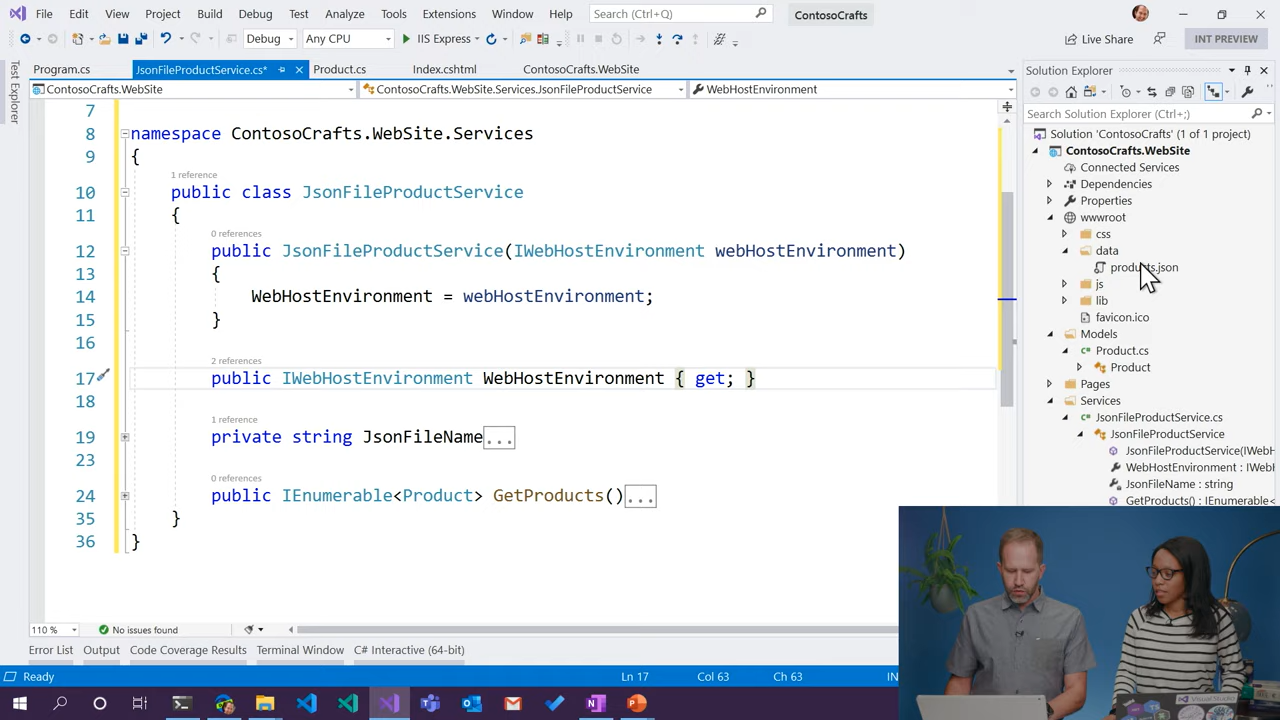 File Edit View Project Build Debug Test Analyze Tools Extensions Window Help Search (Ctrl+Q) ContosoCrafts
Debug Any CPU IIS Express Live Share INT PREVIEW
Test Explorer
Program.cs JsonFileProductService.cs* Product.cs Index.cshtml ContosoCrafts.WebSite
ContosoCrafts.WebSite ContosoCrafts.WebSite.Services.JsonFileProductService WebHostEnvironment
7
8 namespace ContosoCrafts.WebSite.Services
9 {
1 reference
10 public class JsonFileProductService
11 {
0 references
12 public JsonFileProductService(IWebHostEnvironment webHostEnvironment)
13 {
14 WebHostEnvironment = webHostEnvironment;
15 }
16
2 references
17 public IWebHostEnvironment WebHostEnvironment { get; }
18
1 reference
19 private string JsonFileName...
23
0 references
24 public IEnumerable<Product> GetProducts()...
35 }
36 }
110 % No issues found
Error List Output Code Coverage Results Terminal Window C# Interactive (64-bit)
Ready Ln 17 Col 63 Ch 63 IN
Solution Explorer
Search Solution Explorer (Ctrl+;)
Solution 'ContosoCrafts' (1 of 1 project)
ContosoCrafts.WebSite
Connected Services
Dependencies
Properties
wwwroot
css
data
products.json
js
lib
favicon.ico
Models
C# Product.cs
Product
Pages
Services
C# JsonFileProductService.cs
JsonFileProductService
JsonFileProductService(IWebH
WebHostEnvironment : IWebH
JsonFileName : string
GetProducts() : IEnumerable<
Visual Studio